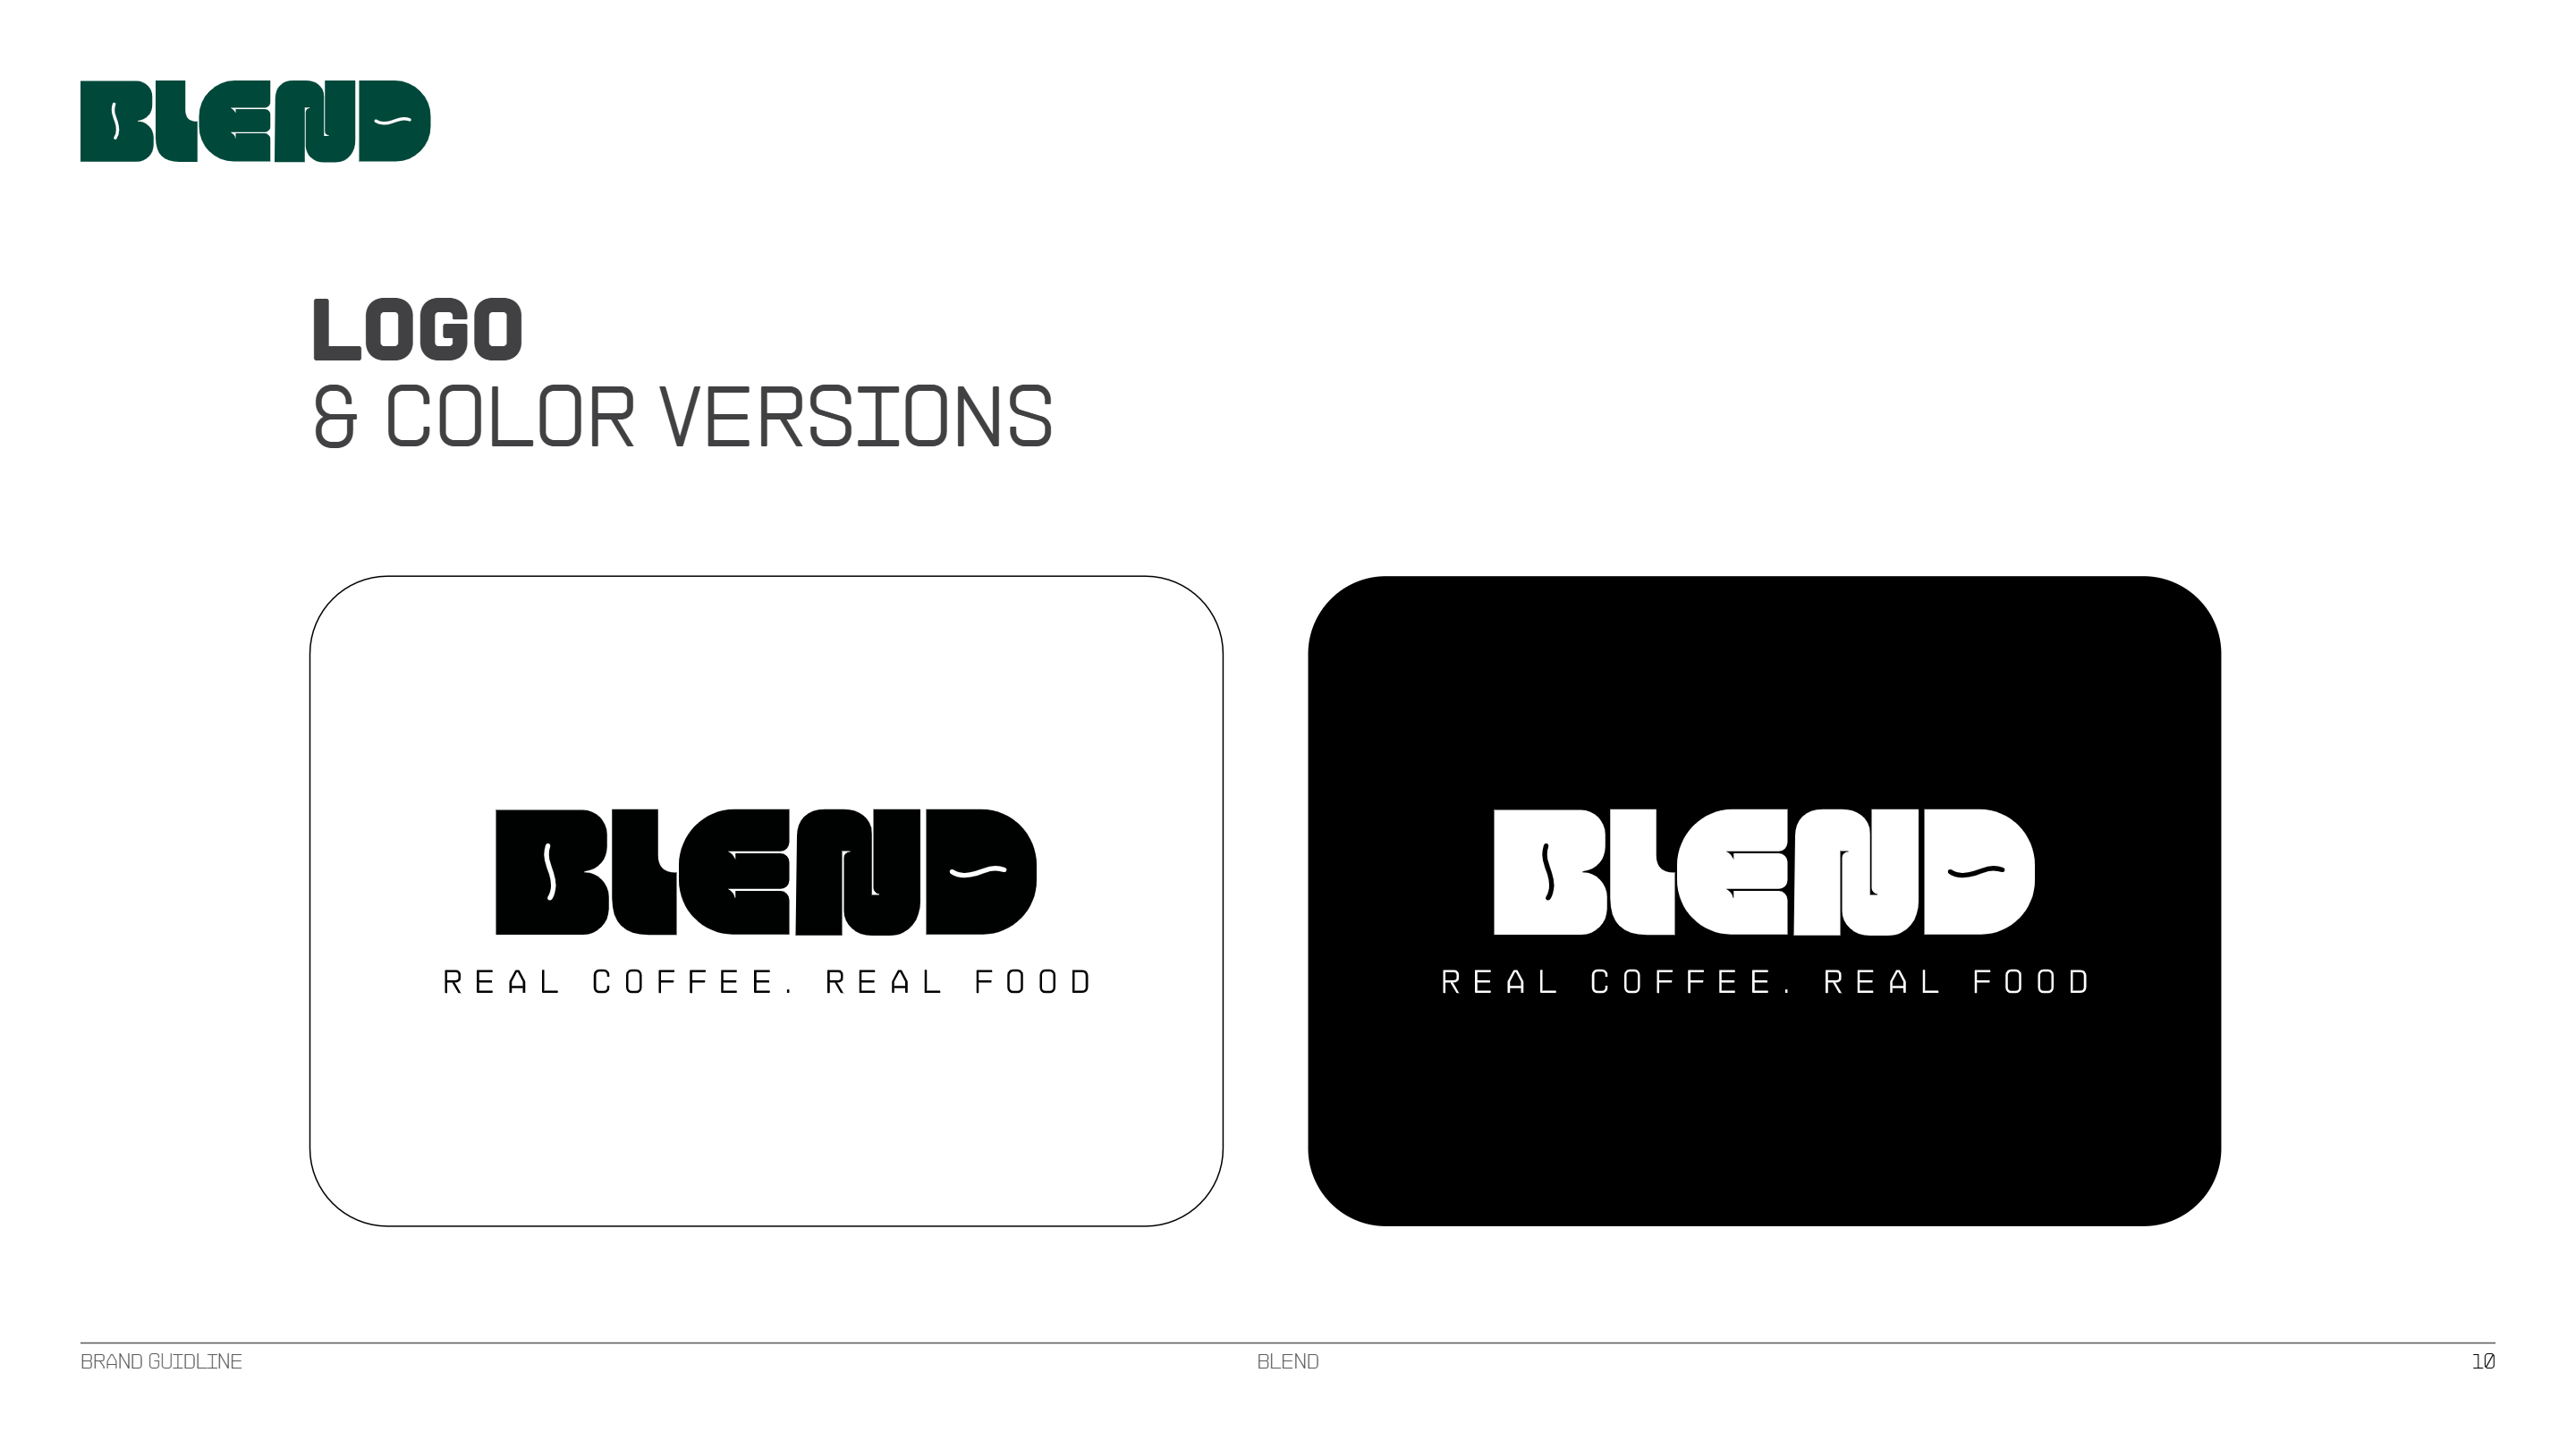 BLEND
LOGO
& COLOR VERSIONS
BLEND
REAL COFFEE. REAL FOOD
BLEND
REAL COFFEE. REAL FOOD
BRAND GUIDLINE
BLEND
10